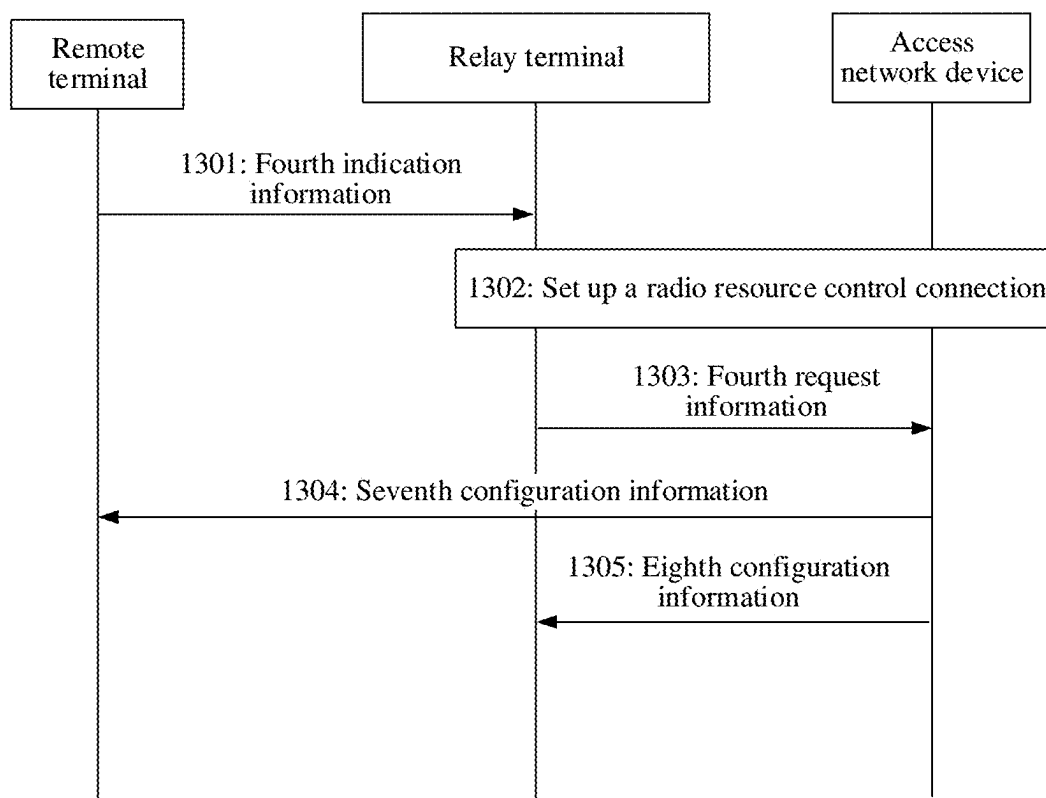 Remote
terminal
Relay terminal
Access
network device
1301: Fourth indication
information
1302: Set up a radio resource control connection
1303: Fourth request
information
1304: Seventh configuration information
1305: Eighth configuration
information